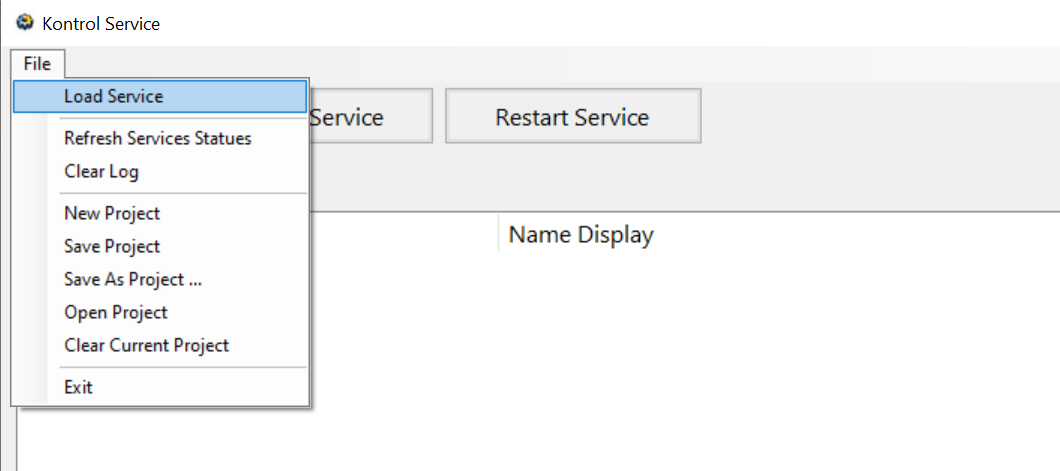 Kontrol Service
File
Load Service
Service
Restart Service
Refresh Services Statues
Clear Log
New Project
Name Display
Save Project
Save As Project ...
Open Project
Clear Current Project
Exit